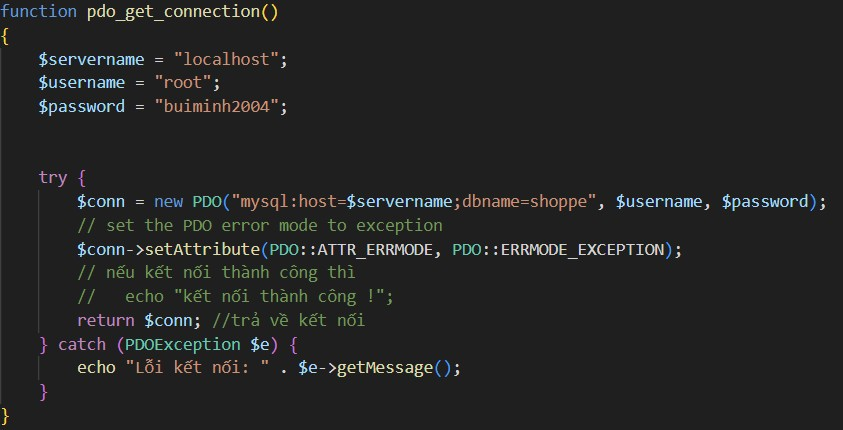 function pdo_get_connection()
{
    $servername = "localhost";
    $username = "root";
    $password = "buiminh2004";
    try {
        $conn = new PDO("mysql:host=$servername;dbname=shoppe", $username, $password);
        // set the PDO error mode to exception
        $conn->setAttribute(PDO::ATTR_ERRMODE, PDO::ERRMODE_EXCEPTION);
        // nếu kết nối thành công thì
        //   echo "kết nối thành công !";
        return $conn; //trả về kết nối
    } catch (PDOException $e) {
        echo "Lỗi kết nối: " . $e->getMessage();
    }
}